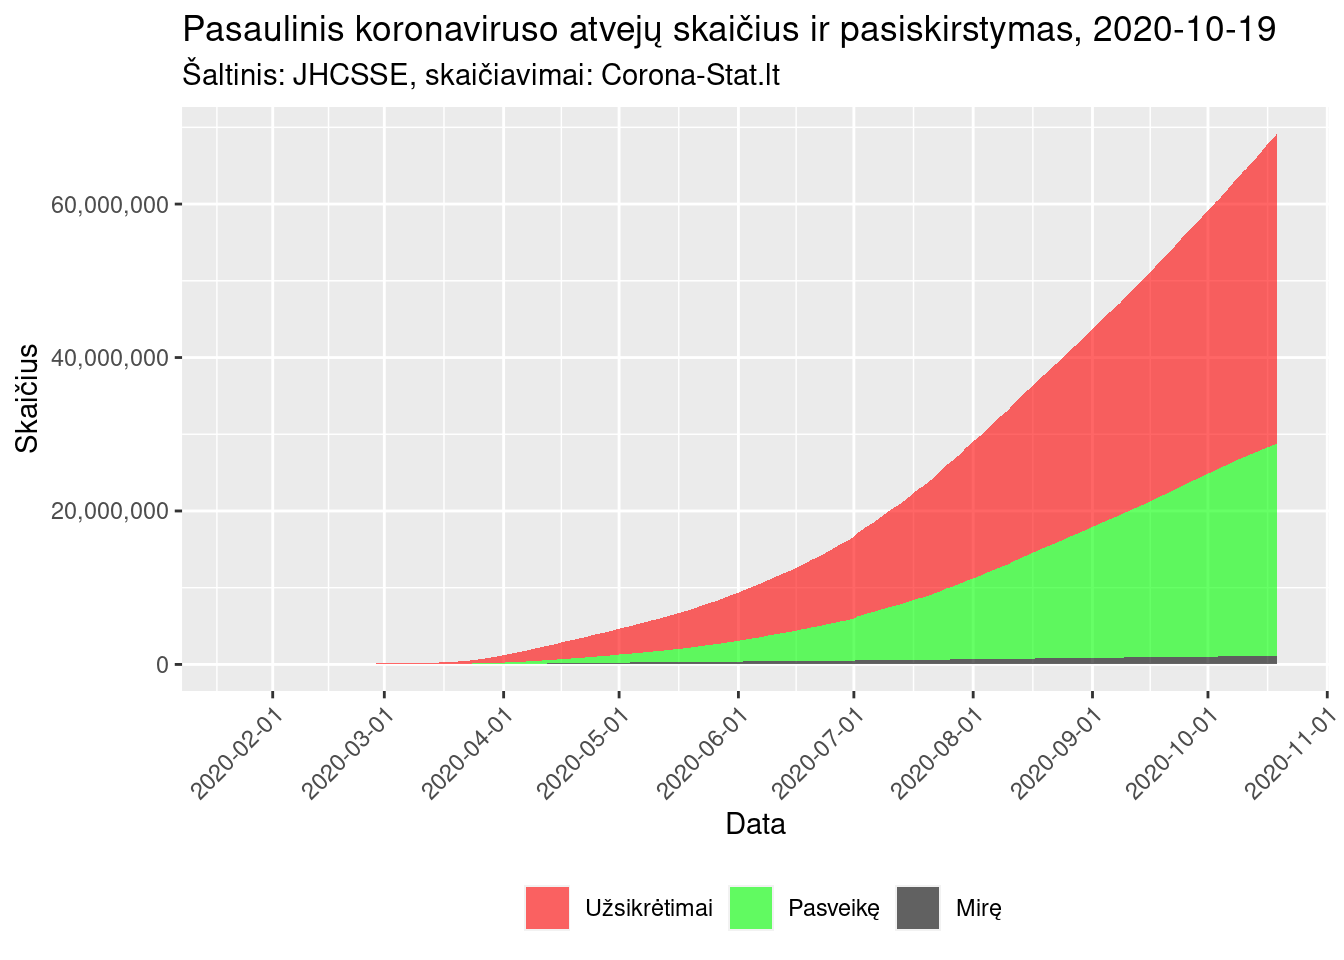 Pasaulinis koronaviruso atvejų skaičius ir pasiskirstymas, 2020-10-19
Šaltinis: JHCSSE, skaičiavimai: Corona-Stat.lt
Skaičius
60,000,000
40,000,000
20,000,000
0
2020-02-01
2020-03-01
2020-04-01
2020-05-01
2020-06-01
2020-07-01
2020-08-01
2020-09-01
2020-10-01
2020-11-01
Data
Užsikrėtimai
Pasveikę
Mirę